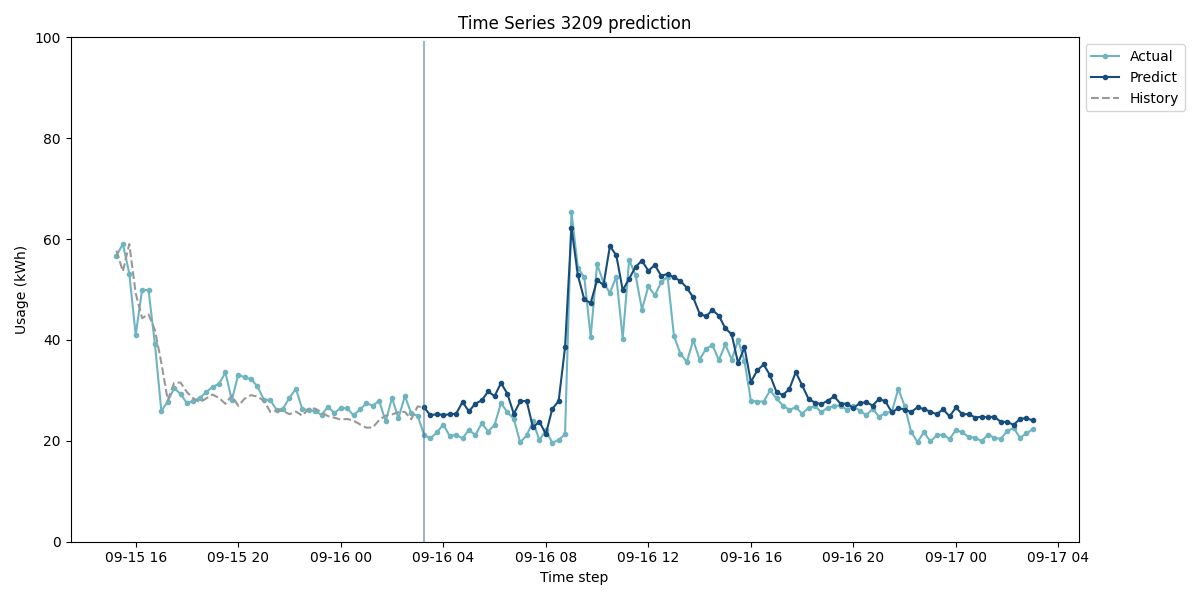 Time Series 3209 prediction
Actual
Predict
History
Usage (kWh)
100
80
60
40
20
0
09-15 16
09-15 20
09-16 00
09-16 04
09-16 08
09-16 12
09-16 16
09-16 20
09-17 00
09-17 04
Time step